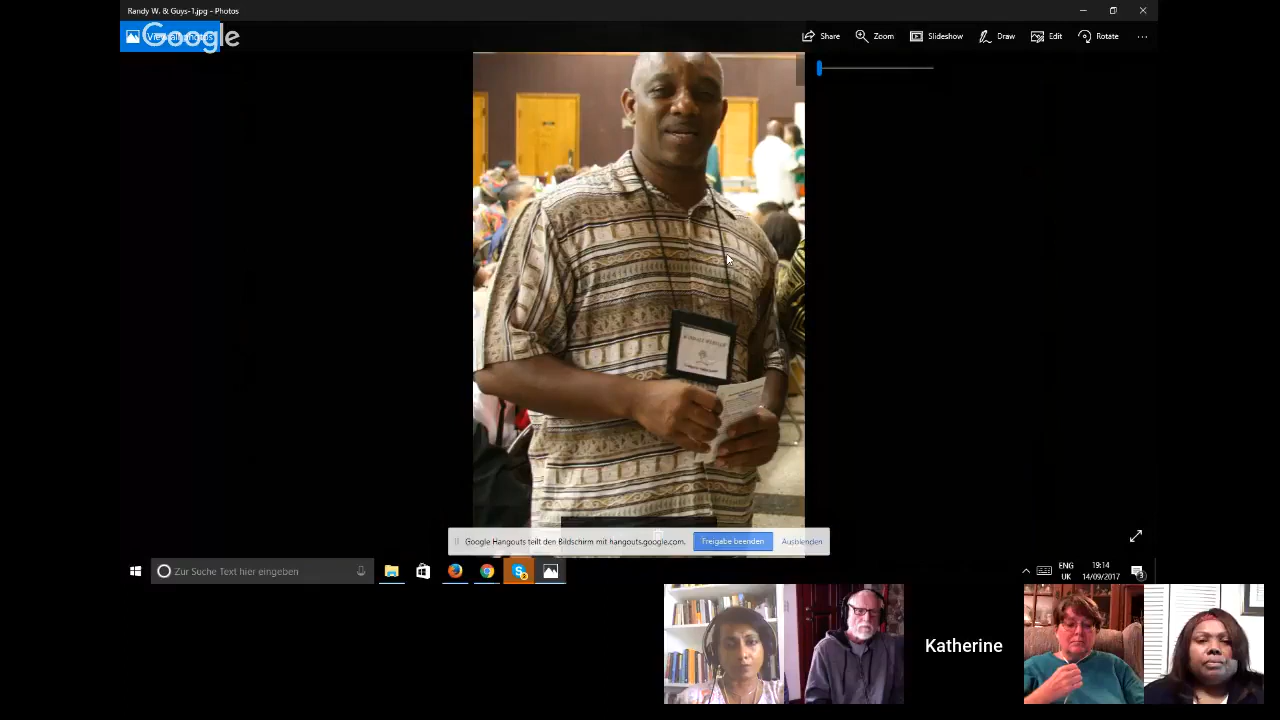 Randy W. & Guys-1.jpg - Photos
Google
Share
Zoom
Slideshow
Draw
Edit
Rotate
Google Hangouts teilt den Bildschirm mit hangouts.google.com.
Freigabe beenden
Ausblenden
Zur Suche Text hier eingeben
ENG
UK
19:14
14/09/2017
3
Katherine